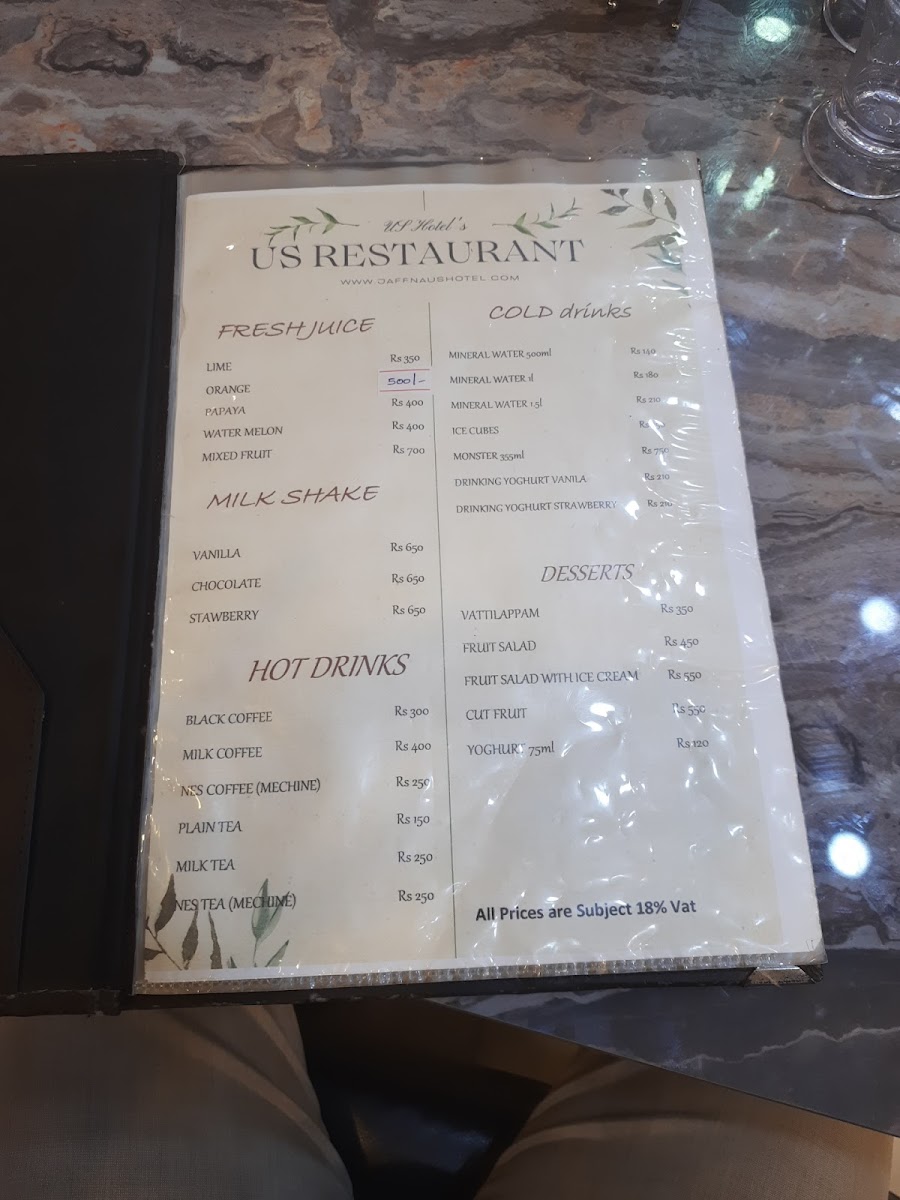 US Hotel's
US RESTAURANT
WWW.JAFFNAUSHOTEL.COM
FRESH JUICE
LIME Rs 350
ORANGE 500/-
PAPAYA Rs 400
WATER MELON Rs 400
MIXED FRUIT Rs 700
MILK SHAKE
VANILLA Rs 650
CHOCOLATE Rs 650
STAWBERRY Rs 650
HOT DRINKS
BLACK COFFEE Rs 300
MILK COFFEE Rs 400
NES COFFEE (MECHINE) Rs 250
PLAIN TEA Rs 150
MILK TEA Rs 250
NES TEA (MECHINE) Rs 250
COLD drinks
MINERAL WATER 500ml Rs 140
MINERAL WATER 1l Rs 180
MINERAL WATER 1.5l Rs 210
ICE CUBES
MONSTER 355ml Rs 750
DRINKING YOGHURT VANILA Rs 210
DRINKING YOGHURT STRAWBERRY Rs 210
DESSERTS
VATTILAPPAM Rs 350
FRUIT SALAD Rs 450
FRUIT SALAD WITH ICE CREAM Rs 550
CUT FRUIT Rs 550
YOGHURT 75ml Rs 120
All Prices are Subject 18% Vat